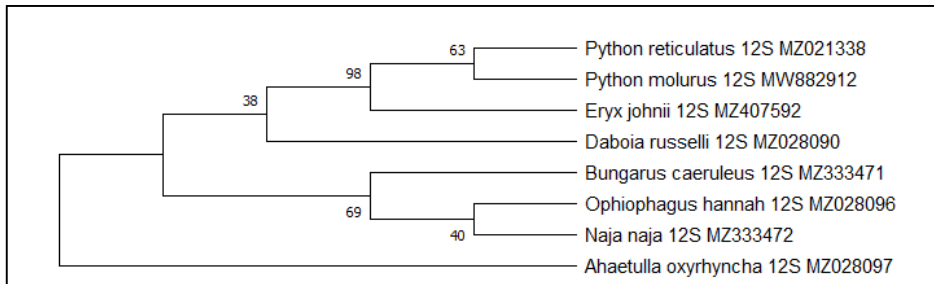 63
Python reticulatus 12S MZ021338
98
Python molurus 12S MW882912
38
Eryx johnii 12S MZ407592
Daboia russelli 12S MZ028090
Bungarus caeruleus 12S MZ333471
69
Ophiophagus hannah 12S MZ028096
40
Naja naja 12S MZ333472
Ahaetulla oxyrhyncha 12S MZ028097